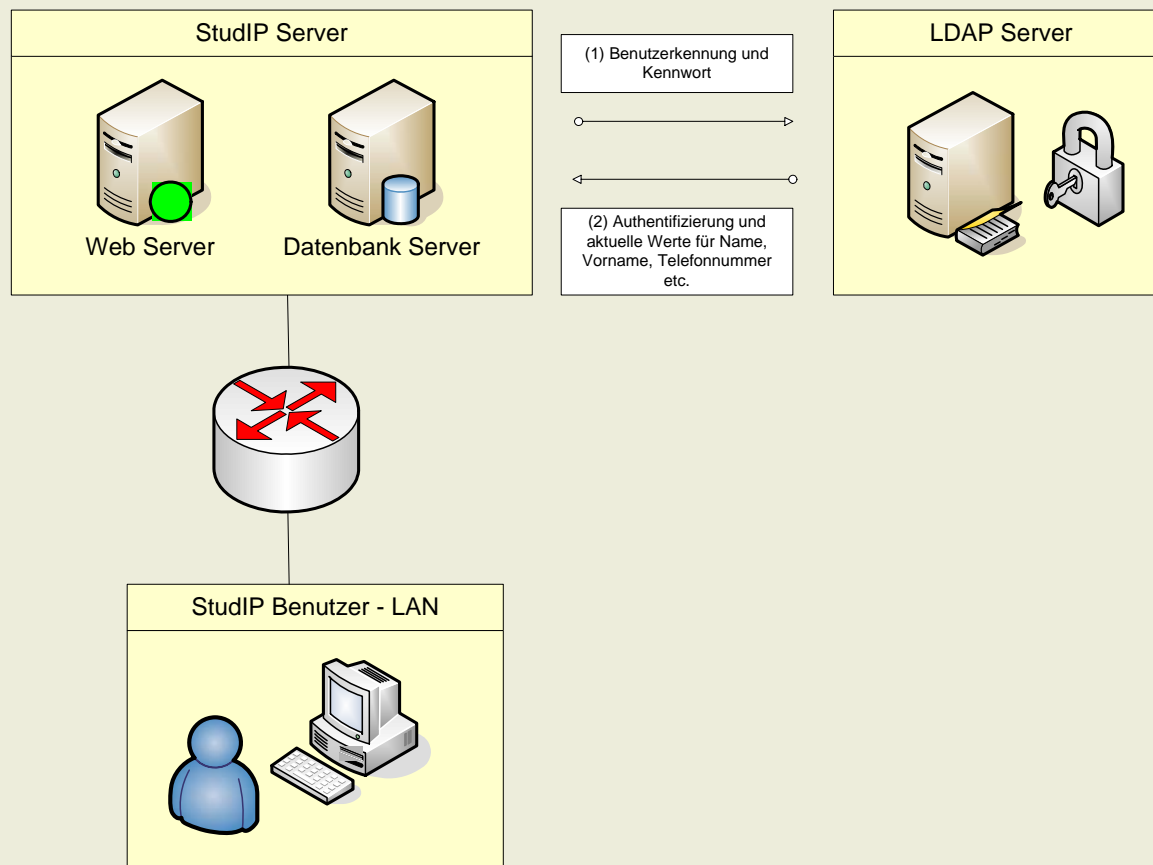 StudIP Server
(1) Benutzerkennung und
Kennwort
LDAP Server
Web Server
Datenbank Server
(2) Authentifizierung und
aktuelle Werte für Name,
Vorname, Telefonnummer
etc.
StudIP Benutzer - LAN